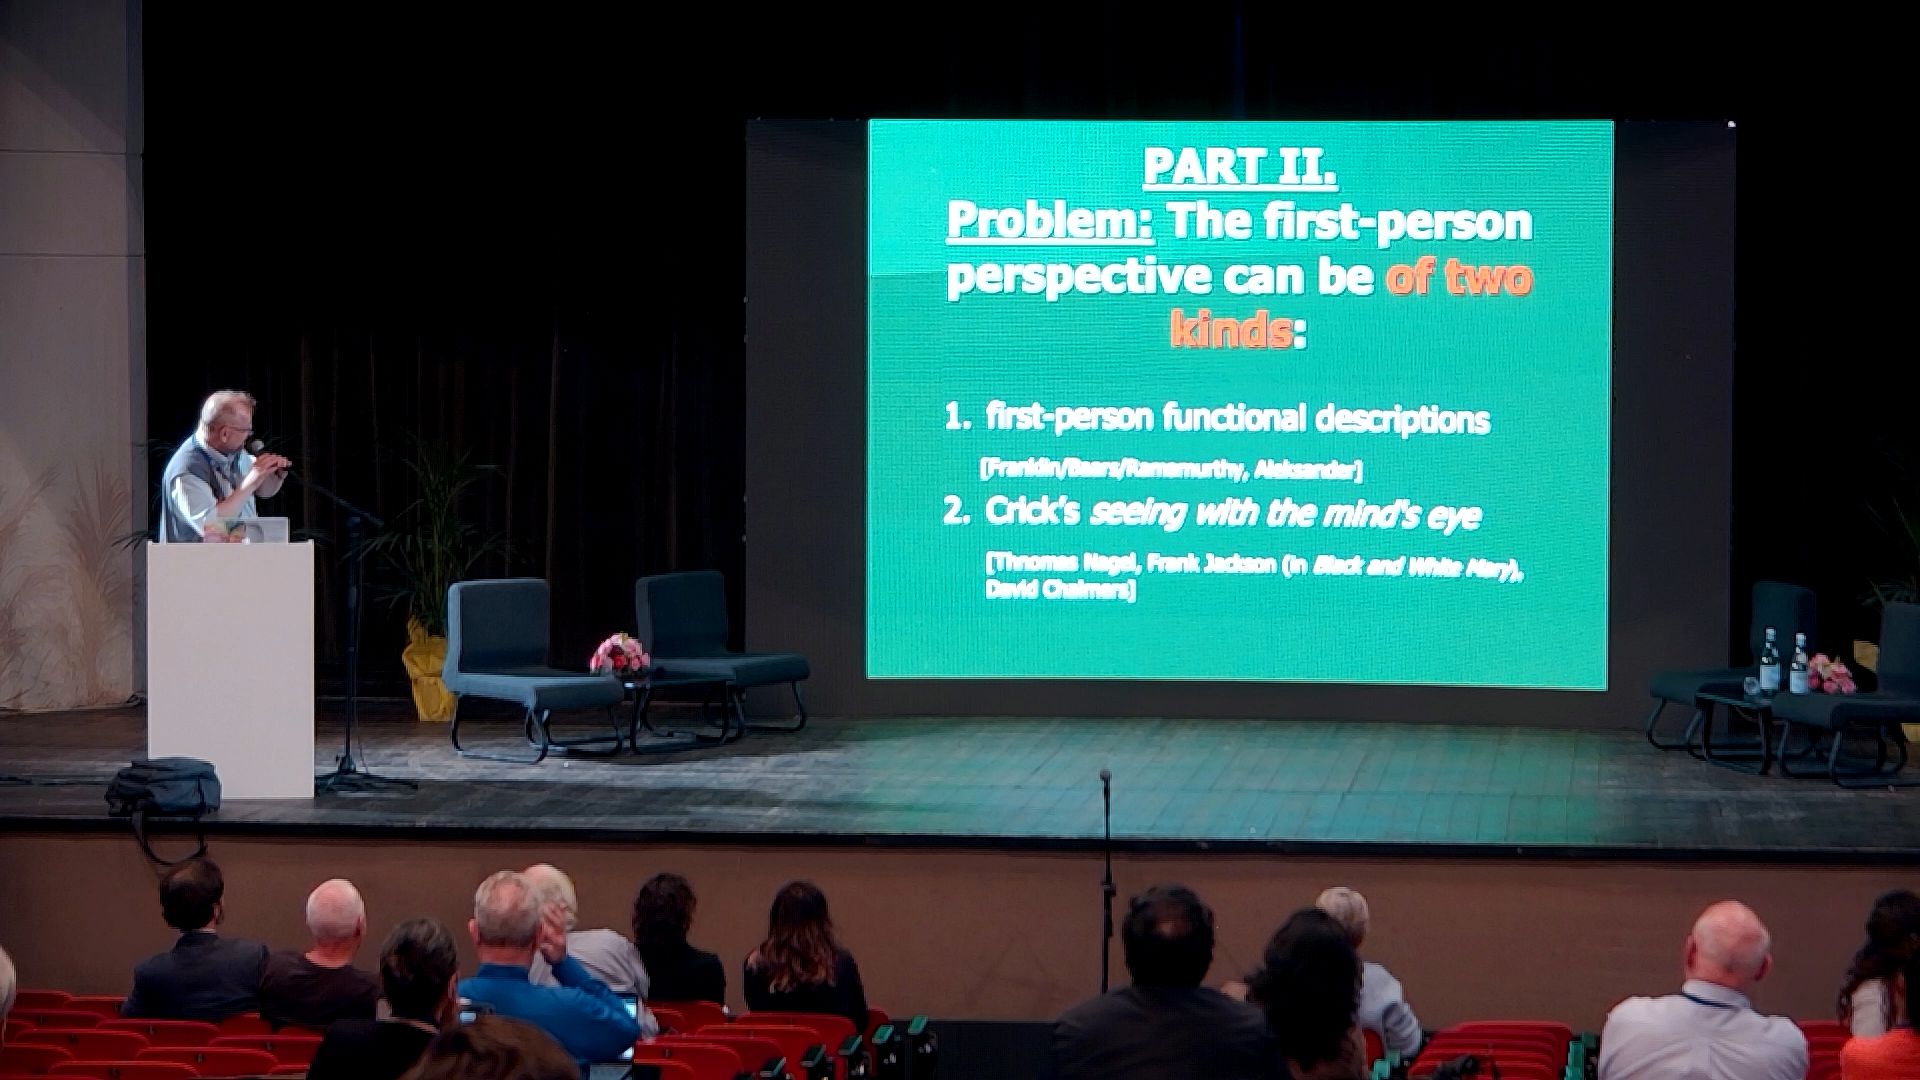 PART II.
Problem: The first-person
perspective can be of two
kinds:
1. first-person functional descriptions
[Franklin/Baars/Ramamurthy, Aleksander]
2. Crick's seeing with the mind's eye
[Thnomas Nagel, Frank Jackson (in Black and White Mary),
David Chalmers]